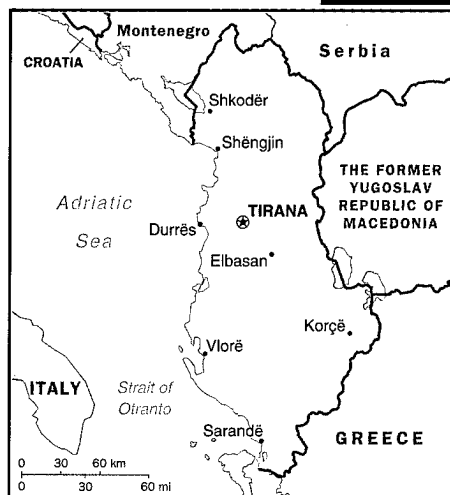 Montenegro
Serbia
CROATIA
Shkodër
Shëngjin
THE FORMER
YUGOSLAV
REPUBLIC OF
MACEDONIA
Adriatic
Sea
TIRANA
Durrës
Elbasan
Korçë
Vlorë
ITALY
Strait of
Otranto
Sarandë
GREECE
0 30 60 km
0 30 60 mi